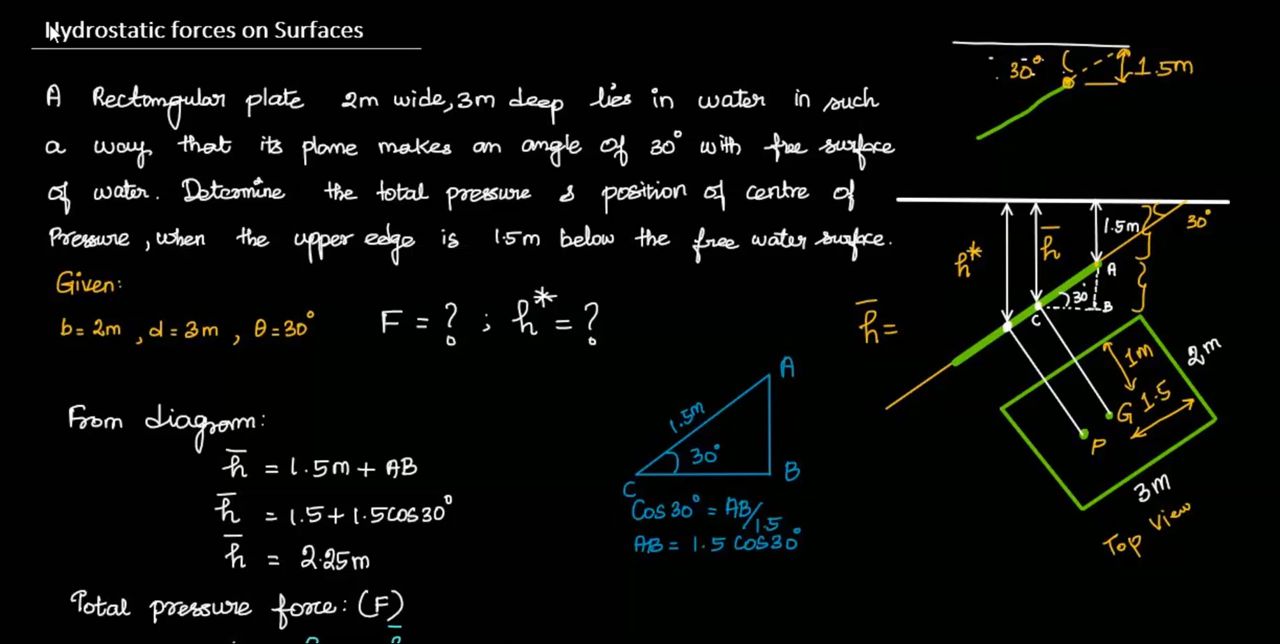 Hydrostatic forces on Surfaces
A Rectangular plate 2m wide, 3m deep lies in water in such
a way that its plane makes an angle of 30° with free surface
of water. Determine the total pressure & position of centre of
Pressure, when the upper edge is 1.5m below the free water surface.
Given:
b = 2m, d = 3m, θ = 30°
F = ? ; h* = ?
From diagram:
h̄ = 1.5m + AB
h̄ = 1.5 + 1.5 cos30°
h̄ = 2.25m
Total pressure force: (F)
A
1.5m
30°
C
B
Cos 30° = AB/1.5
AB = 1.5 cos30°
30°
1.5m
30°
1.5m
h̄
h*
A
30°
B
C
h̄ =
1m
2m
G
1.5
P
3m
Top View